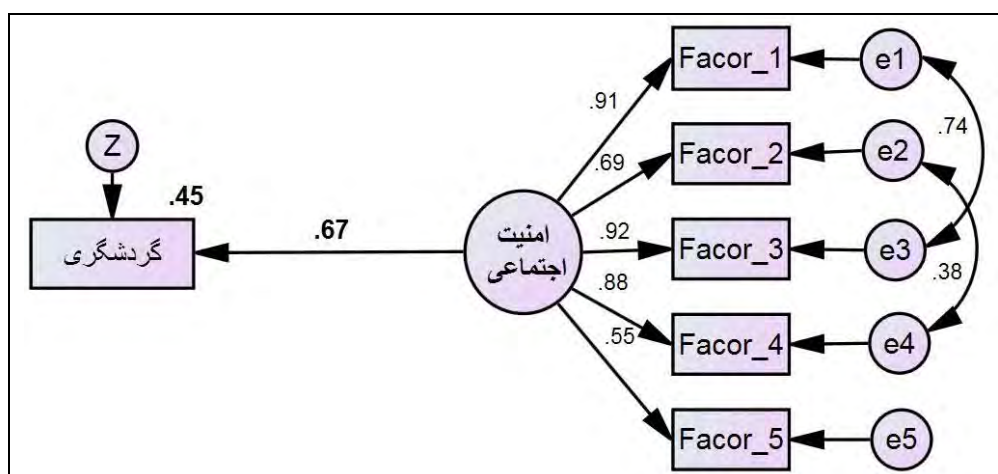 Facor_1
e1
.91
.74
Z
Facor_2
e2
.69
.45
گردشگری
.67
امنیت
اجتماعی
.92
Facor_3
e3
.88
.38
Facor_4
e4
.55
Facor_5
e5